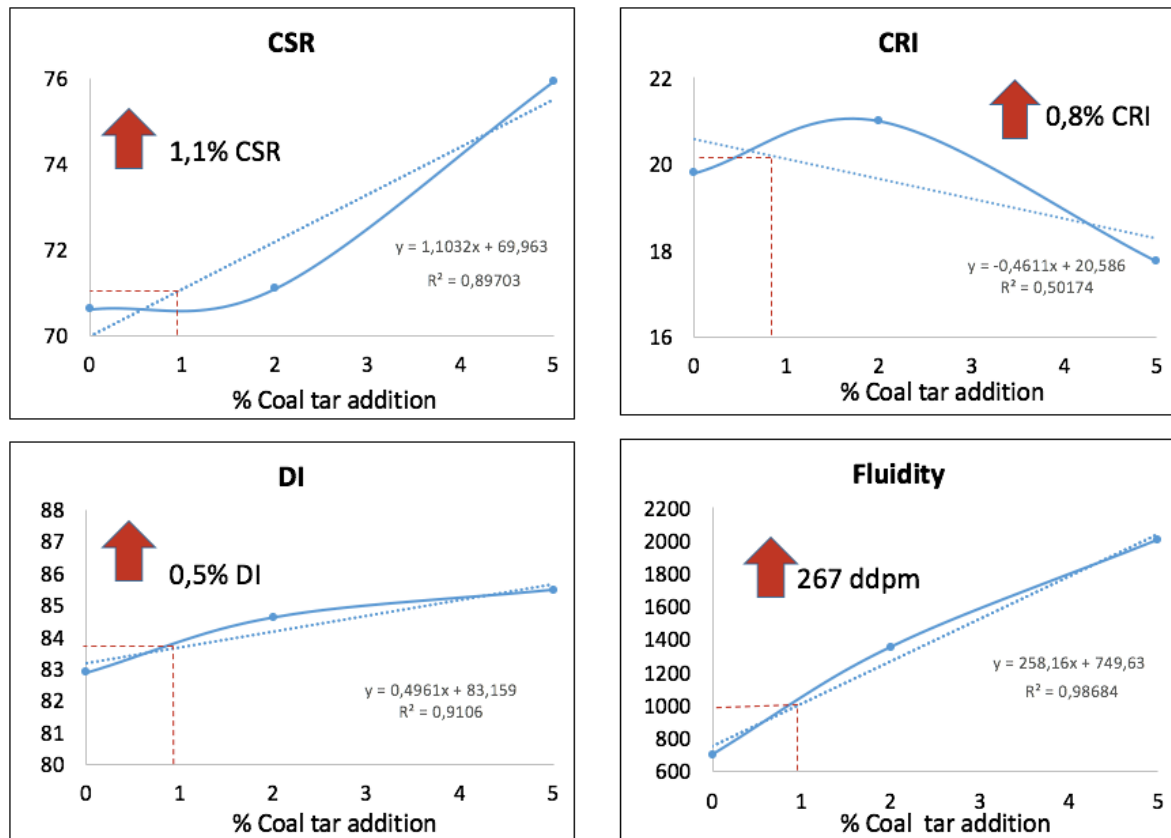 CSR
76
74
72
70
1,1% CSR
y = 1,1032x + 69,963
R² = 0,89703
0 1 2 3 4 5
% Coal tar addition
CRI
22
20
18
16
0,8% CRI
y = -0,4611x + 20,586
R² = 0,50174
0 1 2 3 4 5
% Coal tar addition
DI
88
87
86
85
84
83
82
81
80
0,5% DI
y = 0,4961x + 83,159
R² = 0,9106
0 1 2 3 4 5
% Coal tar addition
Fluidity
2200
2000
1800
1600
1400
1200
1000
800
600
267 ddpm
y = 258,16x + 749,63
R² = 0,98684
0 1 2 3 4 5
% Coal tar addition